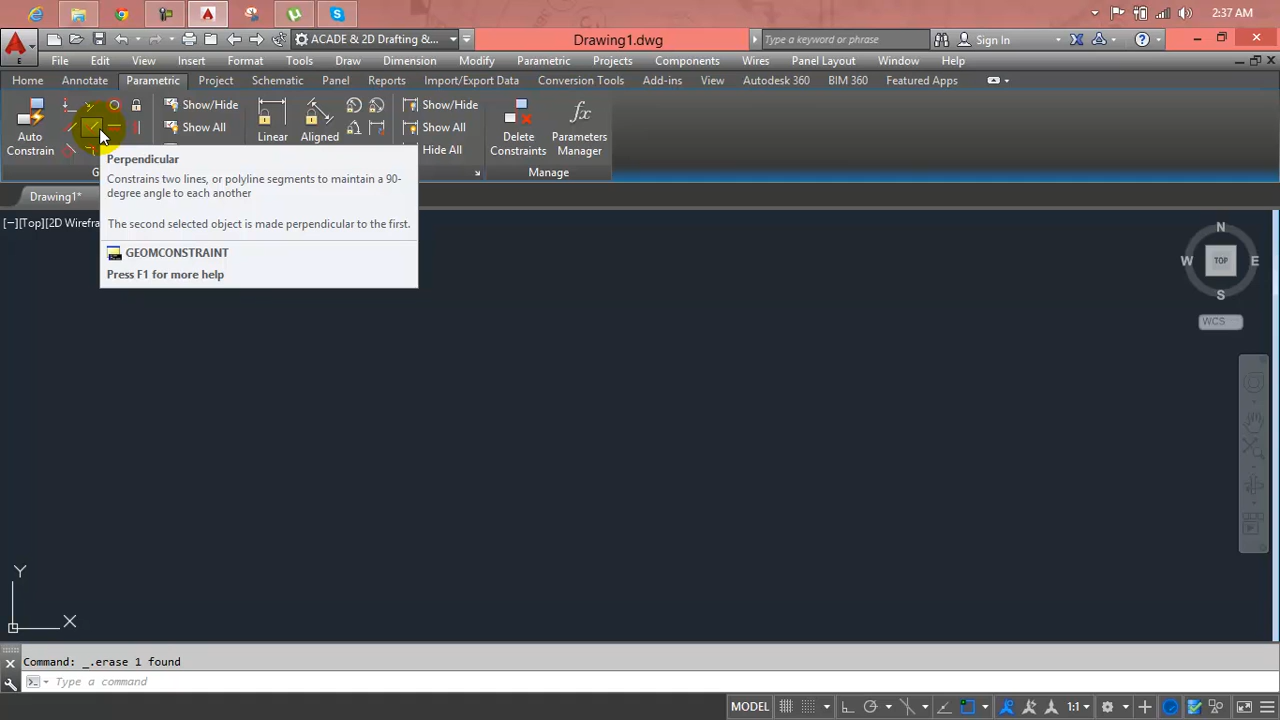 2:37 AM
ACADE & 2D Drafting &...
Drawing1.dwg
Type a keyword or phrase
Sign In
E
File Edit View Insert Format Tools Draw Dimension Modify Parametric Projects Components Wires Panel Layout Window Help
Home Annotate Parametric Project Schematic Panel Reports Import/Export Data Conversion Tools Add-ins View Autodesk 360 BIM 360 Featured Apps
Auto
Constrain
Show/Hide
Show All
Linear
Aligned
Show/Hide
Show All
Hide All
Delete
Constraints
Parameters
Manager
fx
Manage
Perpendicular
Constrains two lines, or polyline segments to maintain a 90-
degree angle to each another
The second selected object is made perpendicular to the first.
GEOMCONSTRAINT
Press F1 for more help
Drawing1*
[−][Top][2D Wirefra
N
W TOP E
S
WCS
Y
X
Command: _.erase 1 found
Type a command
MODEL
1:1